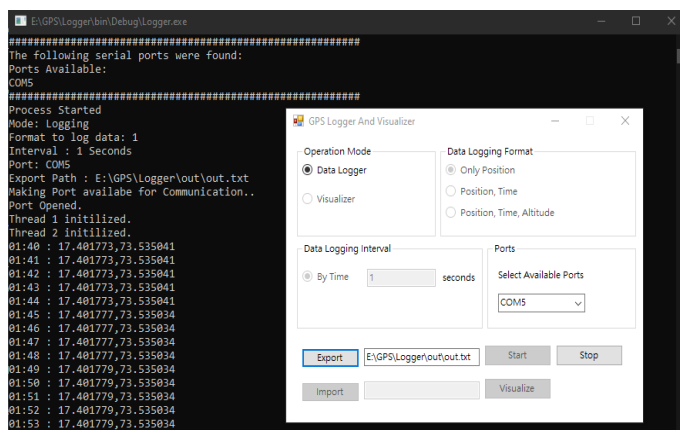 E:\GPS\Logger\bin\Debug\Logger.exe
########################################################
The following serial ports were found:
Ports Available:
COM5
########################################################
Process Started
Mode: Logging
Format to log data: 1
Interval : 1 Seconds
Port: COM5
Export Path : E:\GPS\Logger\out\out.txt
Making Port availabe for Communication..
Port Opened.
Thread 1 initilized.
Thread 2 initilized.
01:40 : 17.401773,73.535041
01:41 : 17.401773,73.535041
01:42 : 17.401773,73.535041
01:43 : 17.401773,73.535041
01:44 : 17.401773,73.535041
01:45 : 17.401777,73.535034
01:46 : 17.401777,73.535034
01:47 : 17.401777,73.535034
01:48 : 17.401777,73.535034
01:49 : 17.401779,73.535034
01:50 : 17.401779,73.535034
01:51 : 17.401779,73.535034
01:52 : 17.401779,73.535034
01:53 : 17.401779,73.535034
GPS Logger And Visualizer
Operation Mode
Data Logger
Visualizer
Data Logging Format
Only Position
Position, Time
Position, Time, Altitude
Data Logging Interval
By Time 1 seconds
Ports
Select Available Ports
COM5
Export E:\GPS\Logger\out\out.txt Start Stop
Import Visualize